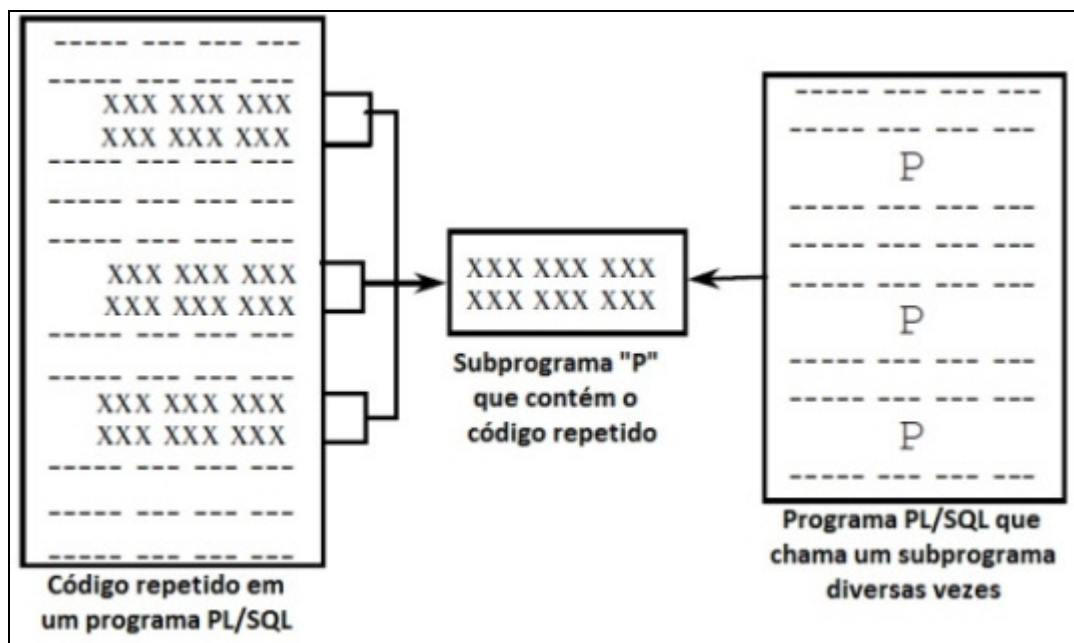 ----- --- --- ---
----- --- --- ---
XXX XXX XXX
XXX XXX XXX
----- --- --- ---
----- --- --- ---
----- --- --- ---
XXX XXX XXX
XXX XXX XXX
----- --- --- ---
----- --- --- ---
XXX XXX XXX
XXX XXX XXX
----- --- --- ---
----- --- --- ---
----- --- --- ---
Código repetido em
um programa PL/SQL
XXX XXX XXX
XXX XXX XXX
Subprograma "P"
que contém o
código repetido
----- --- --- ---
----- --- --- ---
P
----- --- --- ---
----- --- --- ---
----- --- --- ---
P
----- --- --- ---
----- --- --- ---
P
----- --- --- ---
Programa PL/SQL que
chama um subprograma
diversas vezes